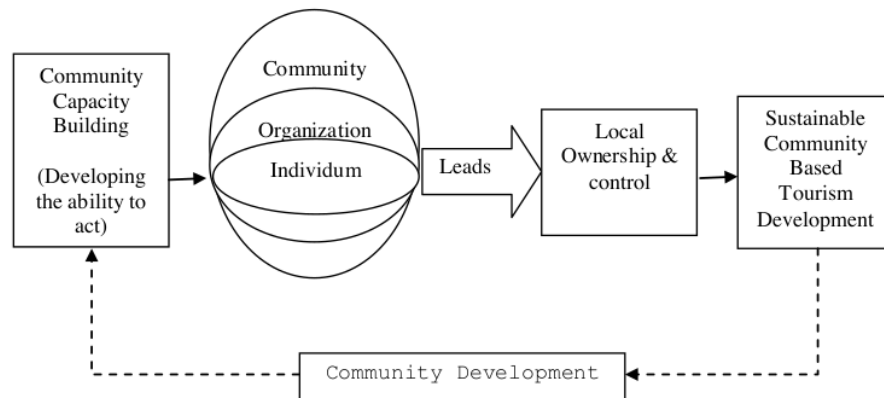 Community
Capacity
Building
(Developing
the ability to
act)
Community
Organization
Individum
Leads
Local
Ownership &
control
Sustainable
Community
Based
Tourism
Development
Community Development